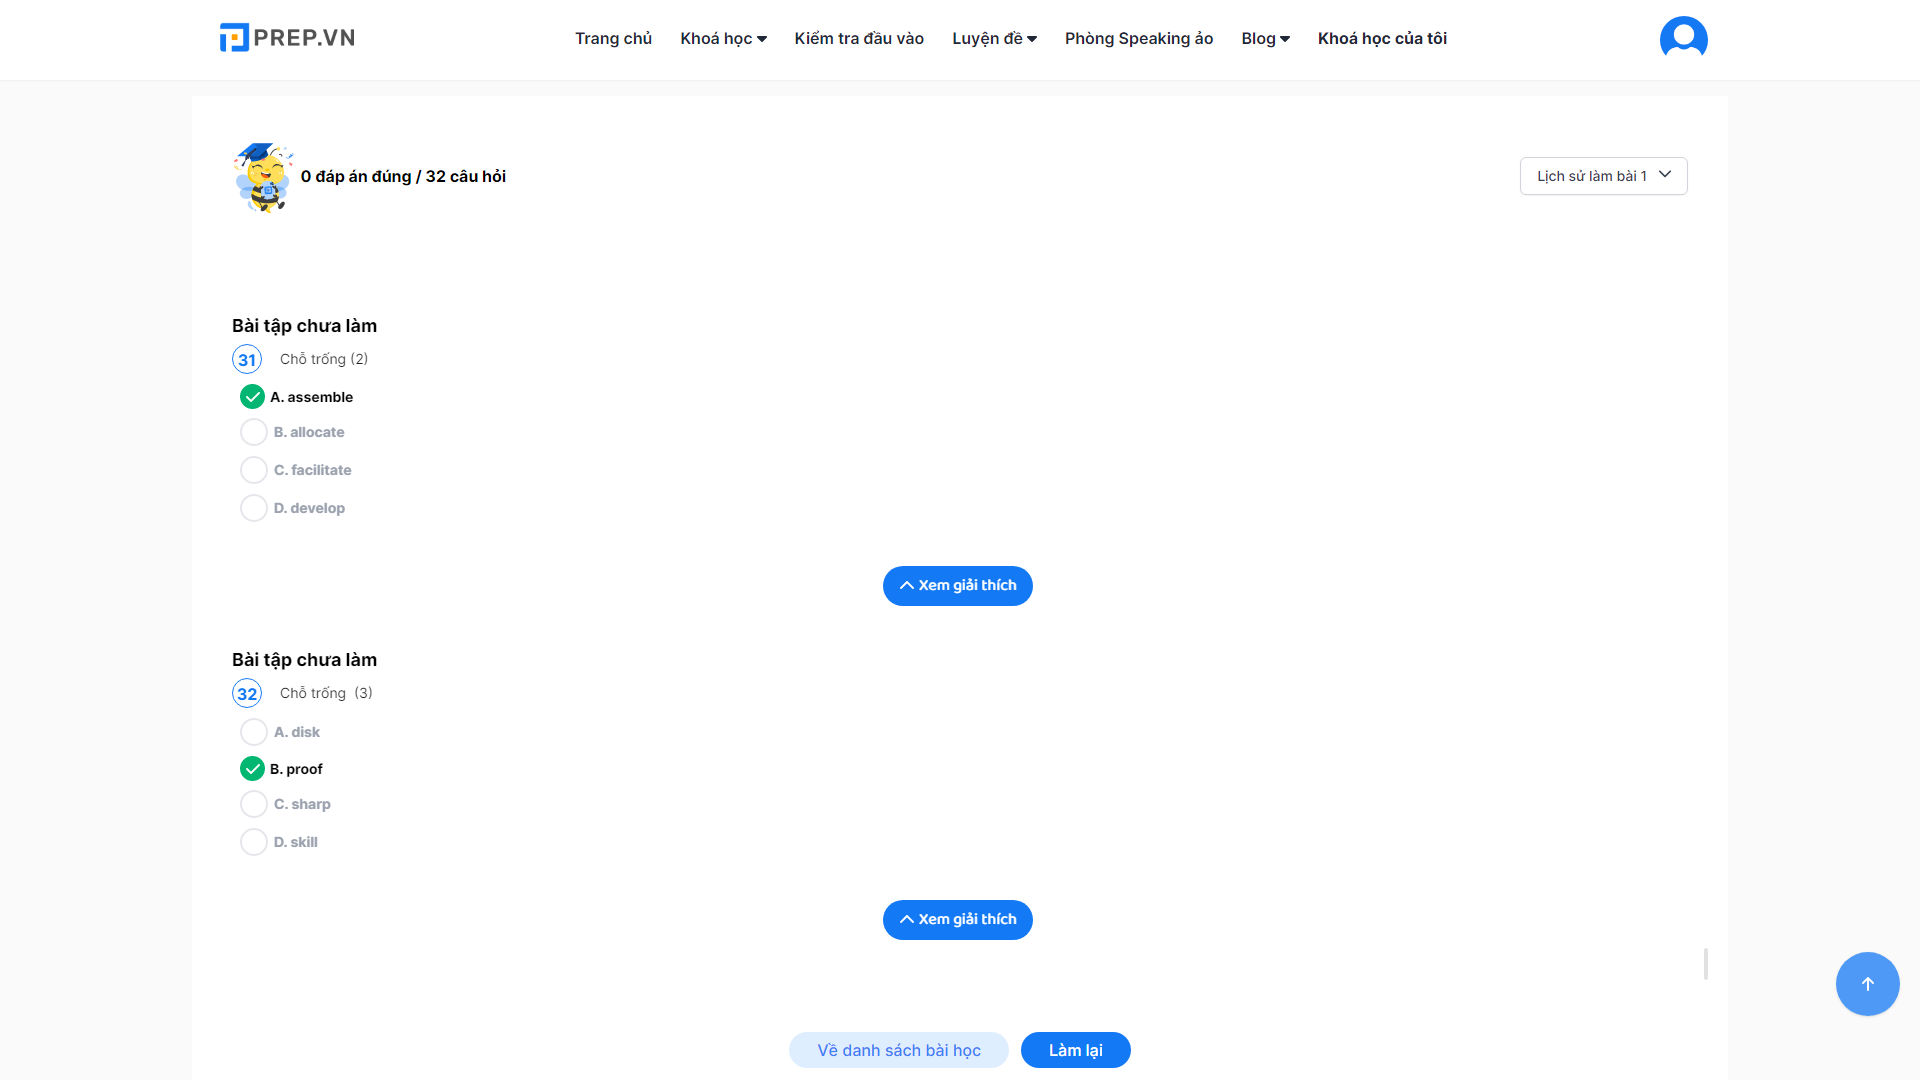 PREP.VN
Trang chủ
Khoá học
Kiểm tra đầu vào
Luyện đề
Phòng Speaking ảo
Blog
Khoá học của tôi
0 đáp án đúng / 32 câu hỏi
Lịch sử làm bài 1
Bài tập chưa làm
31 Chỗ trống (2)
A. assemble
B. allocate
C. facilitate
D. develop
Xem giải thích
Bài tập chưa làm
32 Chỗ trống (3)
A. disk
B. proof
C. sharp
D. skill
Xem giải thích
Về danh sách bài học
Làm lại